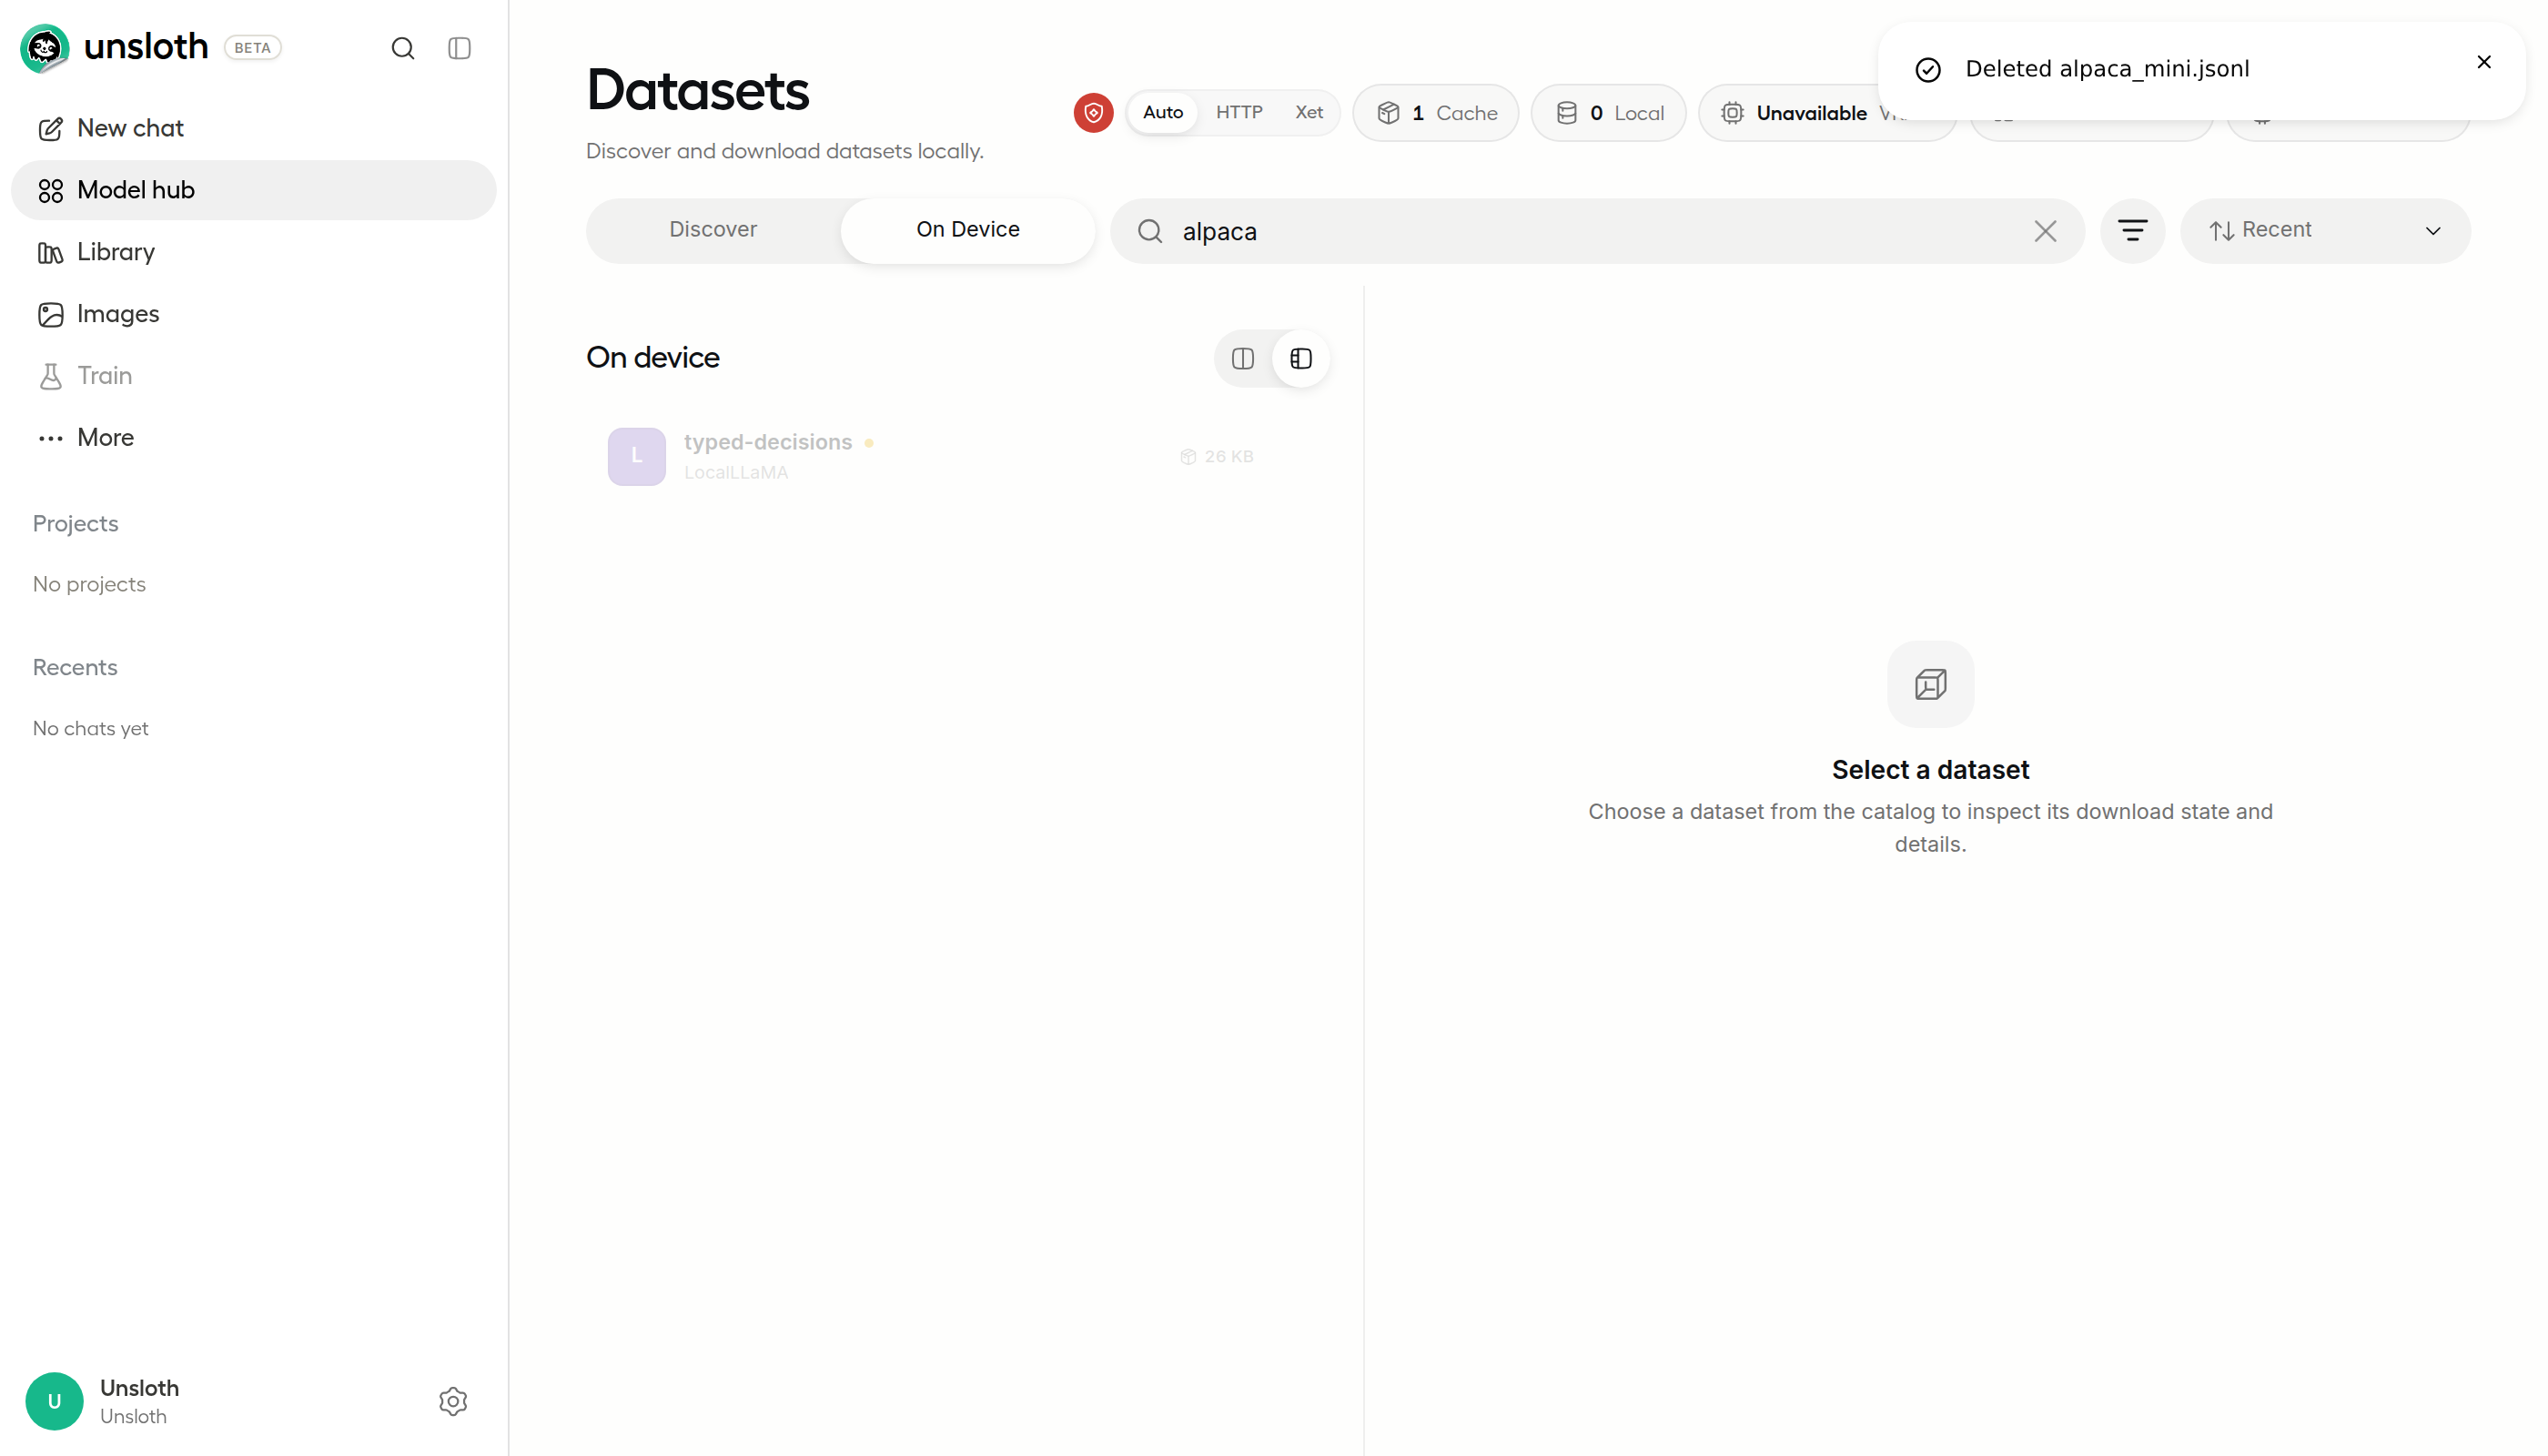 unsloth BETA
New chat
Model hub
Library
Images
Train
More
Projects
No projects
Recents
No chats yet
U
Unsloth
Unsloth
Datasets
Discover and download datasets locally.
Auto HTTP Xet
1 Cache
0 Local
Unavailable
Deleted alpaca_mini.jsonl
Discover On Device
alpaca
Recent
On device
L
typed-decisions
LocalLLaMA
26 KB
Select a dataset
Choose a dataset from the catalog to inspect its download state and
details.